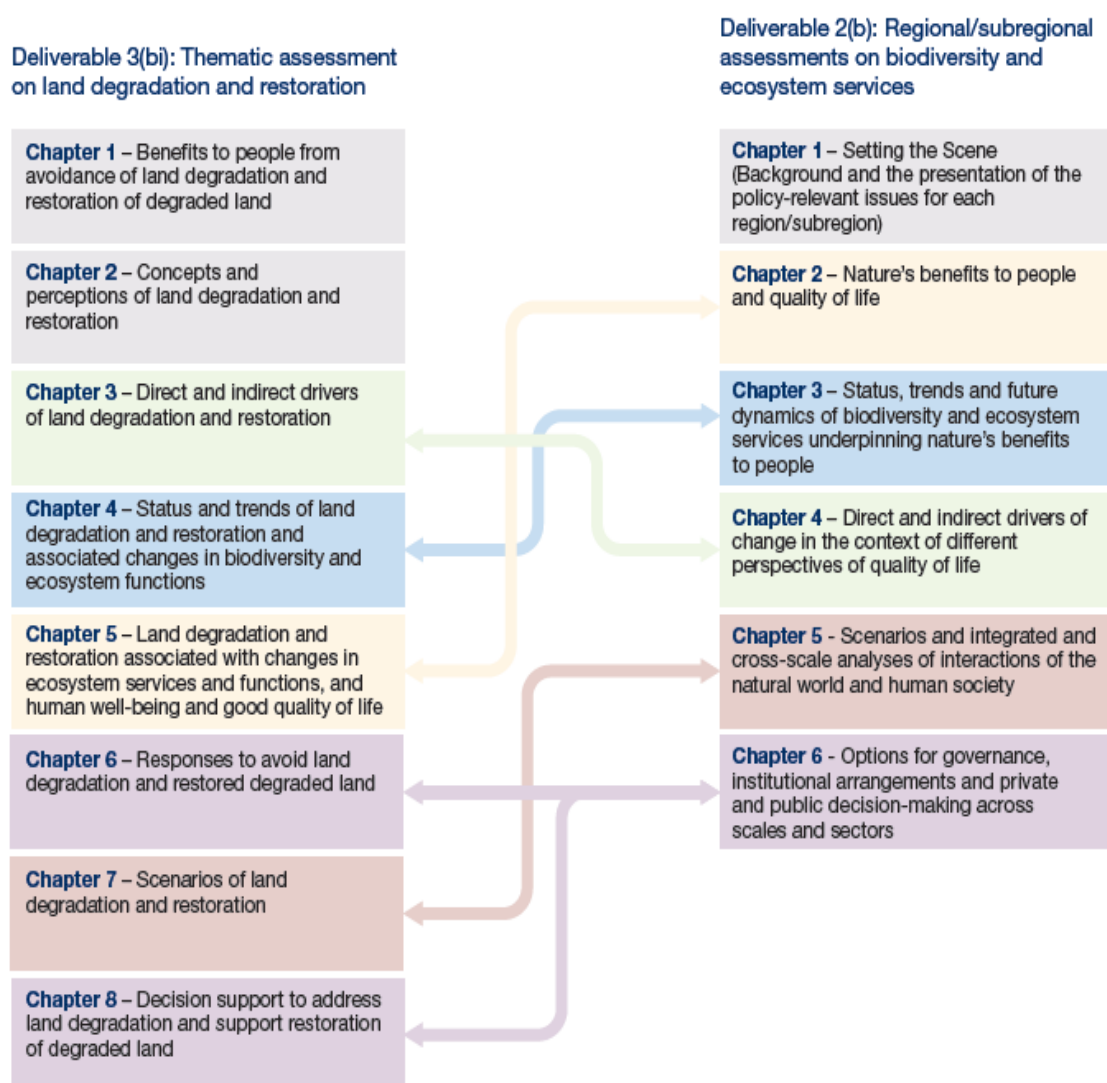 Deliverable 3(bi): Thematic assessment
on land degradation and restoration
Chapter 1 – Benefits to people from
avoidance of land degradation and
restoration of degraded land
Chapter 2 – Concepts and
perceptions of land degradation and
restoration
Chapter 3 – Direct and indirect drivers
of land degradation and restoration
Chapter 4 – Status and trends of land
degradation and restoration and
associated changes in biodiversity and
ecosystem functions
Chapter 5 – Land degradation and
restoration associated with changes in
ecosystem services and functions, and
human well-being and good quality of life
Chapter 6 – Responses to avoid land
degradation and restored degraded land
Chapter 7 – Scenarios of land
degradation and restoration
Chapter 8 – Decision support to address
land degradation and support restoration
of degraded land
Deliverable 2(b): Regional/subregional
assessments on biodiversity and
ecosystem services
Chapter 1 – Setting the Scene
(Background and the presentation of the
policy-relevant issues for each
region/subregion)
Chapter 2 – Nature's benefits to people
and quality of life
Chapter 3 – Status, trends and future
dynamics of biodiversity and ecosystem
services underpinning nature's benefits
to people
Chapter 4 – Direct and indirect drivers of
change in the context of different
perspectives of quality of life
Chapter 5 - Scenarios and integrated and
cross-scale analyses of interactions of the
natural world and human society
Chapter 6 - Options for governance,
institutional arrangements and private
and public decision-making across
scales and sectors